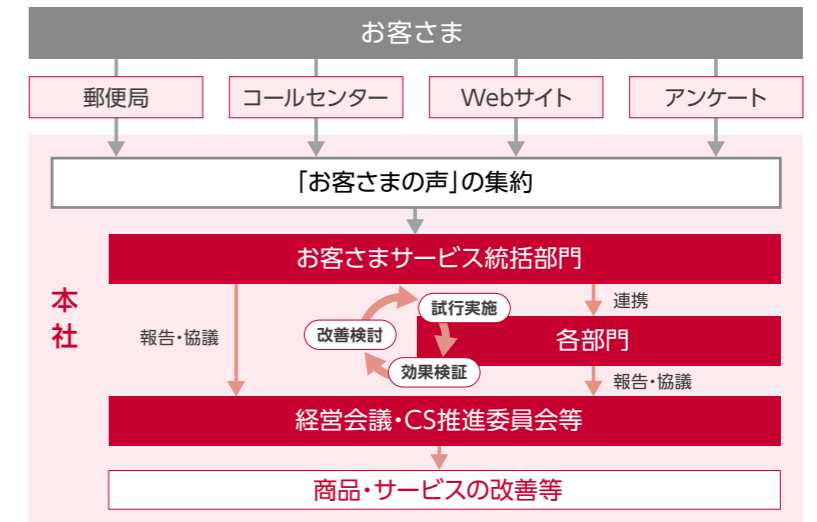 お客さま
郵便局
コールセンター
Webサイト
アンケート
「お客さまの声」の集約
お客さまサービス統括部門
本社
報告・協議
改善検討
試行実施
効果検証
連携
各部門
報告・協議
経営会議・CS推進委員会等
商品・サービスの改善等